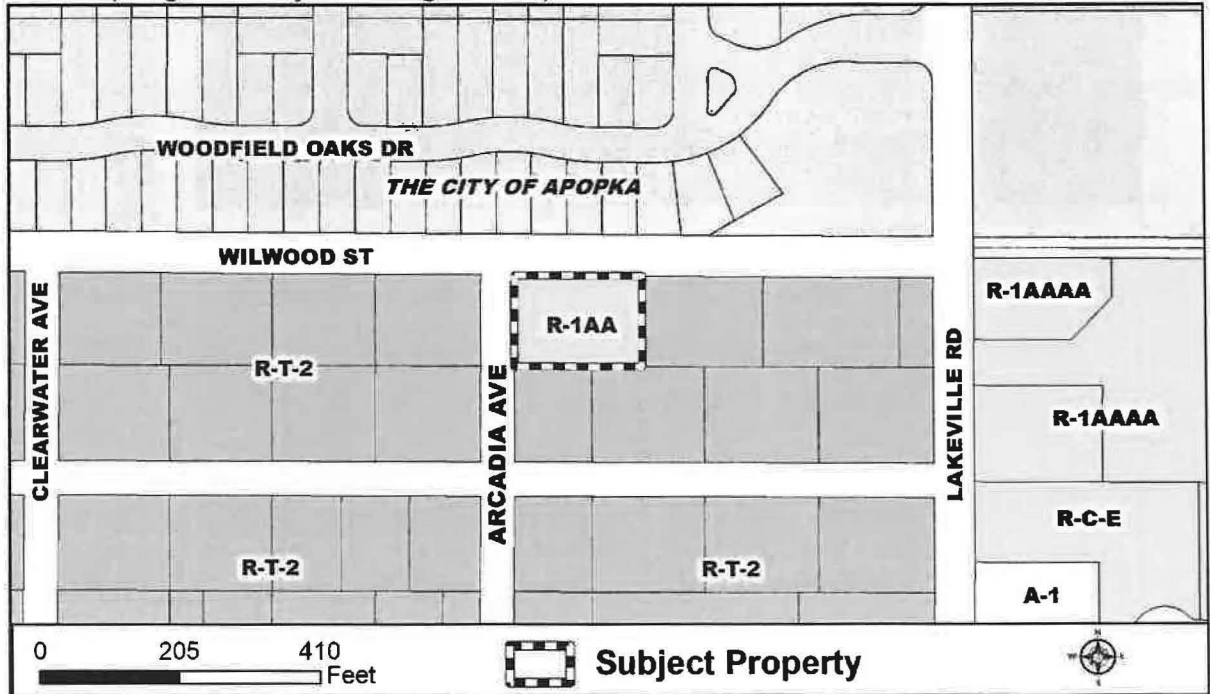 WOODFIELD OAKS DR
THE CITY OF APOPKA
WILWOOD ST
CLEARWATER AVE
R-T-2
ARCADIA AVE
R-1AA
LAKEVILLE RD
R-1AAAA
R-1AAAA
R-C-E
R-T-2
R-T-2
A-1
0 205 410
Feet
Subject Property
N
W E
S